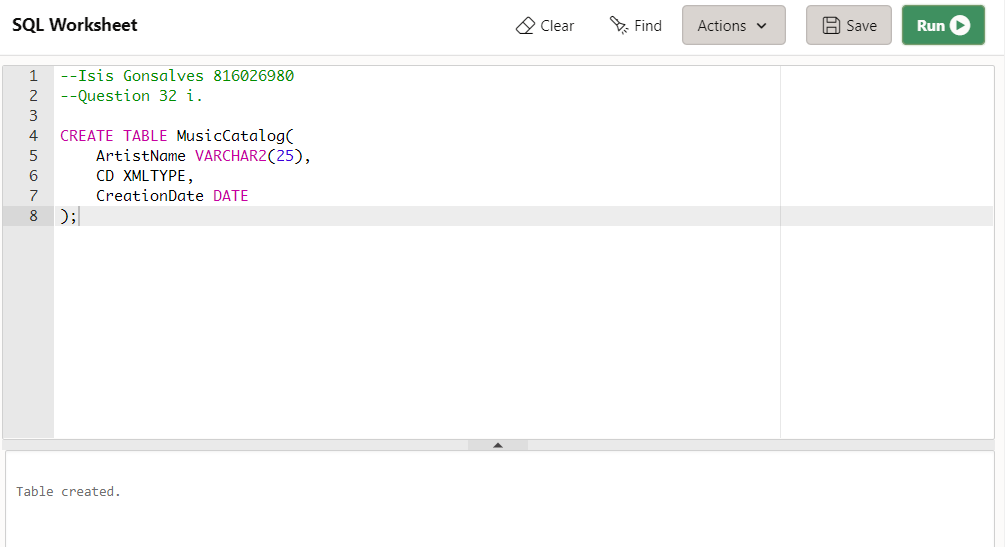 SQL Worksheet
Clear Find Actions Save Run
1 --Isis Gonsalves 816026980
2 --Question 32 i.
3
4 CREATE TABLE MusicCatalog(
5 ArtistName VARCHAR2(25),
6 CD XMLTYPE,
7 CreationDate DATE
8 );
Table created.